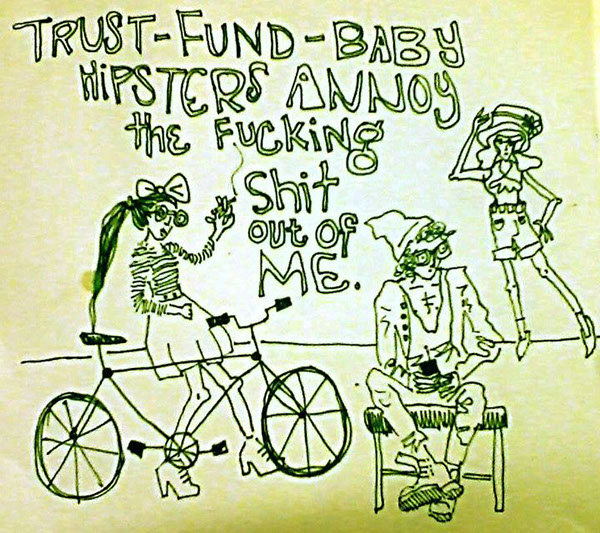 TRUST-FUND-BABY
HiPSTERS ANNOY
the FUCKiNg
Shit
out of
ME.